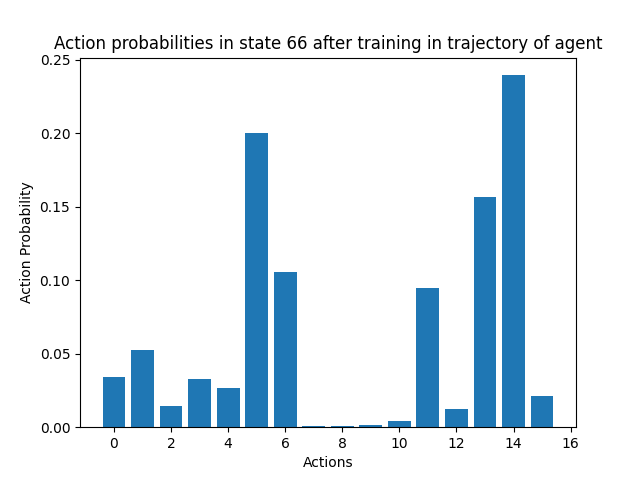 Action probabilities in state 66 after training in trajectory of agent
0.25
0.20
0.15
0.10
0.05
0.00
Action Probability
0 2 4 6 8 10 12 14 16
Actions